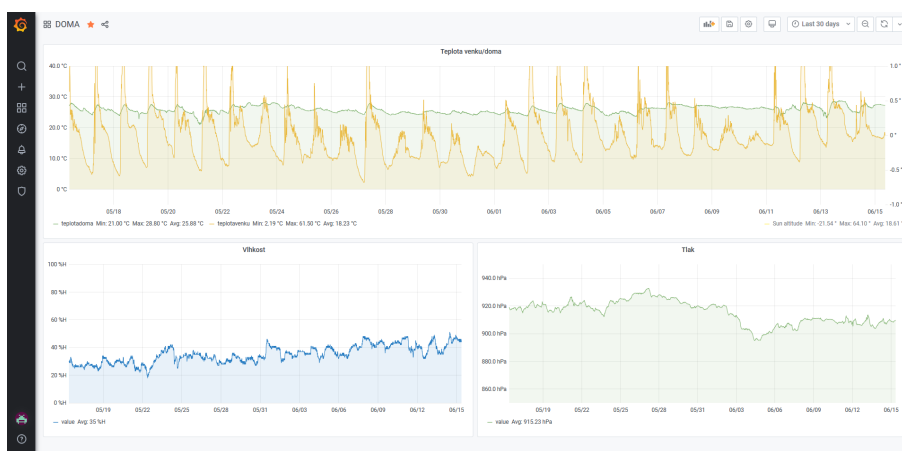 DOMA
Last 30 days
Teplota venku/doma
40.0 °C
30.0 °C
20.0 °C
10.0 °C
0 °C
1.0 °
0.5 °
0 °
-0.5 °
-1.0 °
05/18 05/20 05/22 05/24 05/26 05/28 05/30 06/01 06/03 06/05 06/07 06/09 06/11 06/13 06/15
teplotadoma Min: 21.00 °C Max: 28.80 °C Avg: 25.88 °C teplotavenku Min: 2.19 °C Max: 61.50 °C Avg: 18.23 °C
Sun altitude Min: -21.54 ° Max: 64.10 ° Avg: 18.61 °
Vlhkost
100 %H
80 %H
60 %H
40 %H
20 %H
0 %H
05/19 05/22 05/25 05/28 05/31 06/03 06/06 06/09 06/12 06/15
value Avg: 35 %H
Tlak
940.0 hPa
920.0 hPa
900.0 hPa
880.0 hPa
860.0 hPa
05/19 05/22 05/25 05/28 05/31 06/03 06/06 06/09 06/12 06/15
value Avg: 915.23 hPa